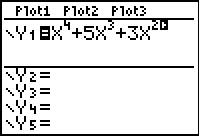 Plot1 Plot2 Plot3
\Y₁=X⁴+5X³+3X²
\Y₂=
\Y₃=
\Y₄=
\Y₅=